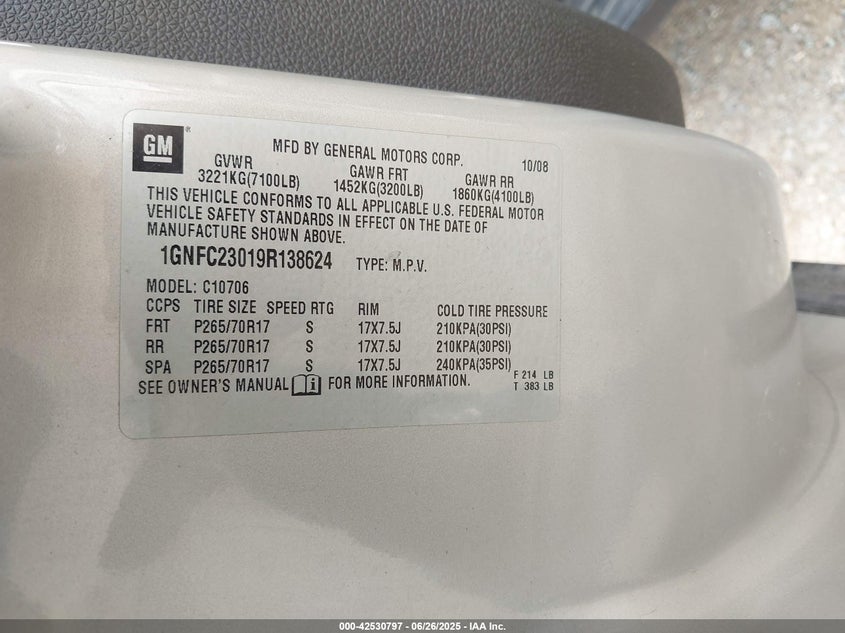 GM ®
MFD BY GENERAL MOTORS CORP. 10/08
GVWR GAWR FRT GAWR RR
3221KG(7100LB) 1452KG(3200LB) 1860KG(4100LB)
THIS VEHICLE CONFORMS TO ALL APPLICABLE U.S. FEDERAL MOTOR
VEHICLE SAFETY STANDARDS IN EFFECT ON THE DATE OF
MANUFACTURE SHOWN ABOVE.
1GNFC23019R138624 TYPE: M.P.V.
MODEL: C10706
CCPS TIRE SIZE SPEED RTG RIM COLD TIRE PRESSURE
FRT P265/70R17 S 17X7.5J 210KPA(30PSI)
RR P265/70R17 S 17X7.5J 210KPA(30PSI)
SPA P265/70R17 S 17X7.5J 240KPA(35PSI)
SEE OWNER'S MANUAL i FOR MORE INFORMATION.
F 214 LB
T 383 LB
000-42530797 - 06/26/2025 - IAA Inc.